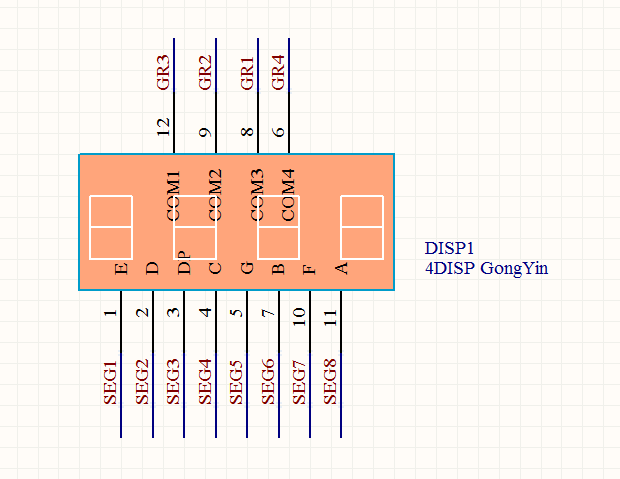 GR3 GR2 GR1 GR4
12 9 8 6
COM1 COM2 COM3 COM4
E D DP C G B F A
DISP1
4DISP GongYin
1 2 3 4 5 7 10 11
SEG1 SEG2 SEG3 SEG4 SEG5 SEG6 SEG7 SEG8